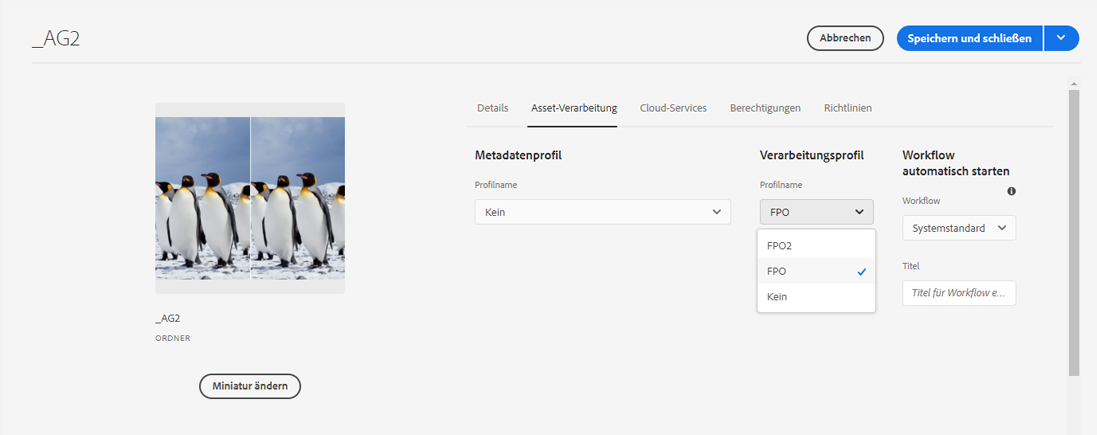 _AG2
Abbrechen
Speichern und schließen
Details
Asset-Verarbeitung
Cloud-Services
Berechtigungen
Richtlinien
Metadatenprofil
Profilname
Kein
Verarbeitungsprofil
Profilname
FPO
FPO2
FPO
Kein
Workflow
automatisch starten
Workflow
Systemstandard
Titel
Titel für Workflow e...
_AG2
ORDNER
Miniatur ändern